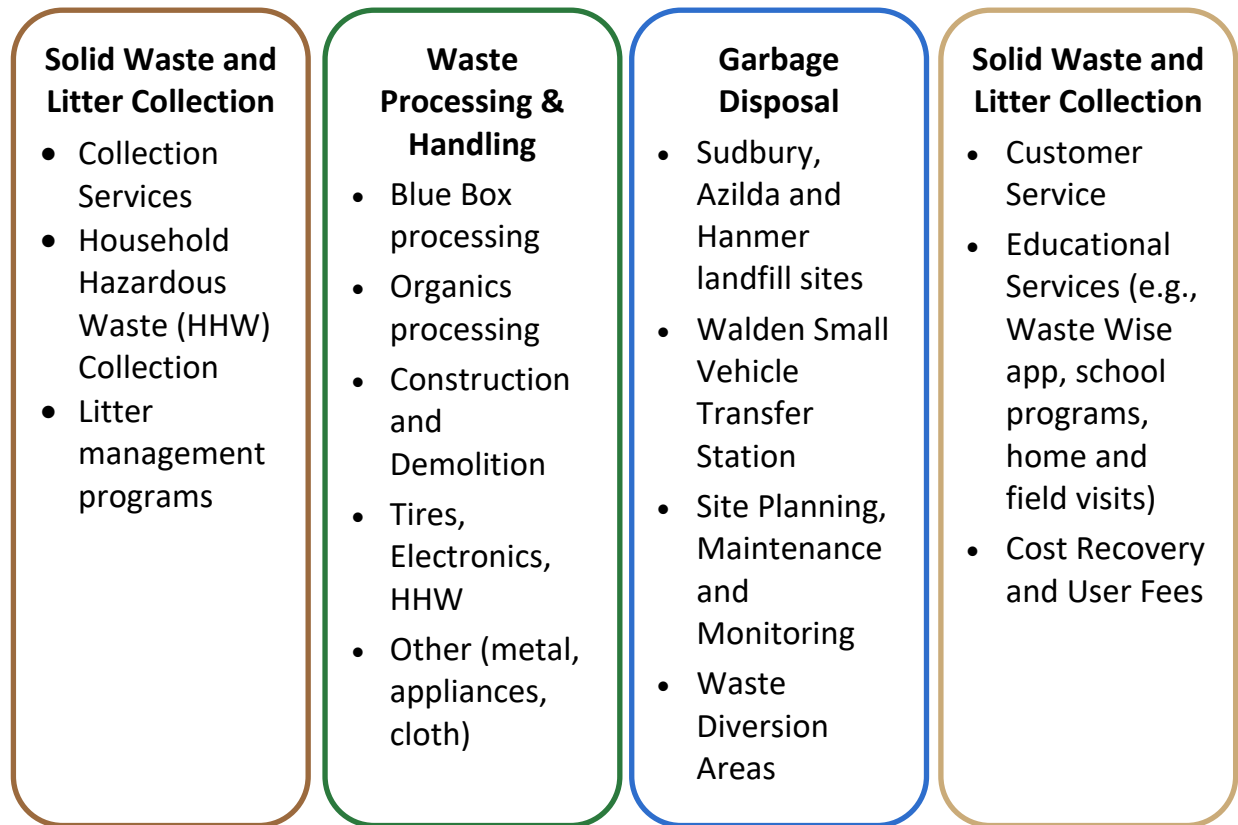 Solid Waste and
Litter Collection
• Collection
Services
• Household
Hazardous
Waste (HHW)
Collection
• Litter
management
programs
Waste
Processing &
Handling
• Blue Box
processing
• Organics
processing
• Construction
and
Demolition
• Tires,
Electronics,
HHW
• Other (metal,
appliances,
cloth)
Garbage
Disposal
• Sudbury,
Azilda and
Hanmer
landfill sites
• Walden Small
Vehicle
Transfer
Station
• Site Planning,
Maintenance
and
Monitoring
• Waste
Diversion
Areas
Solid Waste and
Litter Collection
• Customer
Service
• Educational
Services (e.g.,
Waste Wise
app, school
programs,
home and
field visits)
• Cost Recovery
and User Fees